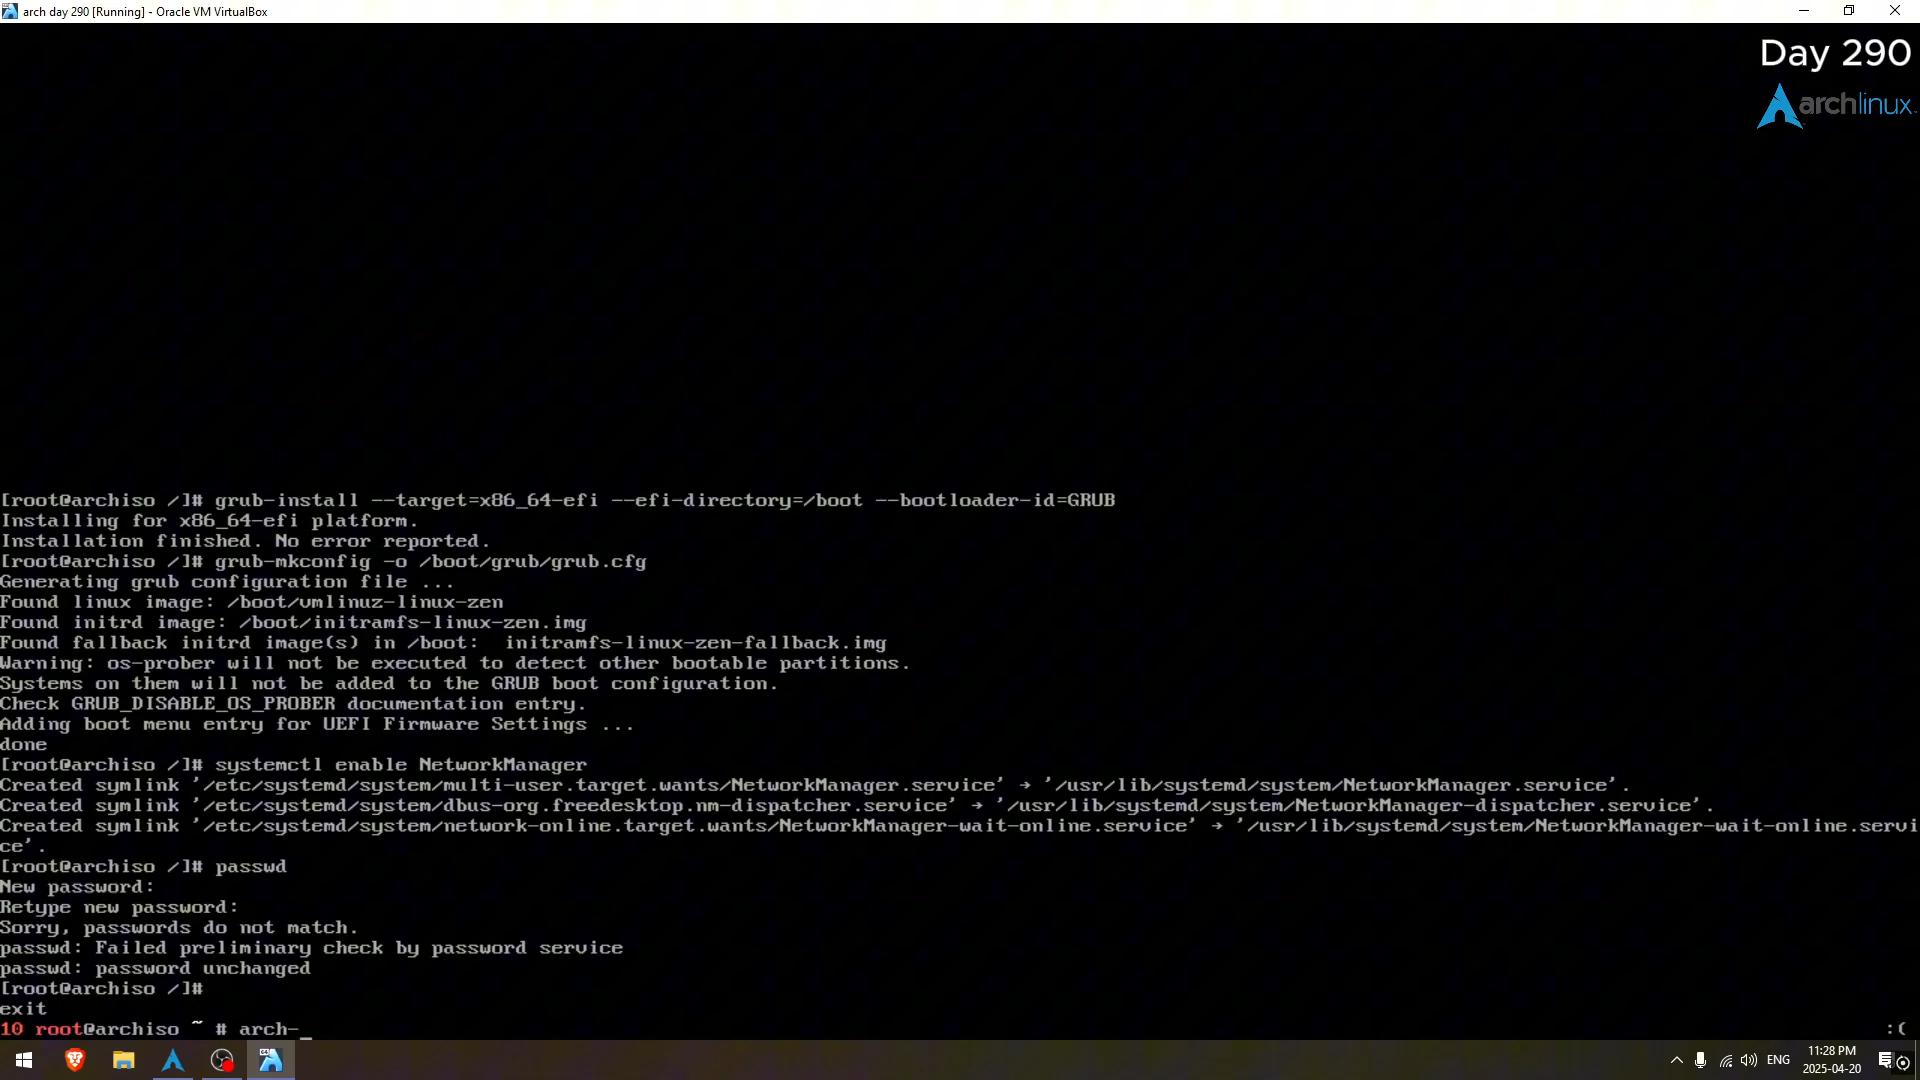 arch day 290 [Running] - Oracle VM VirtualBox
Day 290
archlinux
[root@archiso /]# grub-install --target=x86_64-efi --efi-directory=/boot --bootloader-id=GRUB
Installing for x86_64-efi platform.
Installation finished. No error reported.
[root@archiso /]# grub-mkconfig -o /boot/grub/grub.cfg
Generating grub configuration file ...
Found linux image: /boot/vmlinuz-linux-zen
Found initrd image: /boot/initramfs-linux-zen.img
Found fallback initrd image(s) in /boot:  initramfs-linux-zen-fallback.img
Warning: os-prober will not be executed to detect other bootable partitions.
Systems on them will not be added to the GRUB boot configuration.
Check GRUB_DISABLE_OS_PROBER documentation entry.
Adding boot menu entry for UEFI Firmware Settings ...
done
[root@archiso /]# systemctl enable NetworkManager
Created symlink '/etc/systemd/system/multi-user.target.wants/NetworkManager.service' → '/usr/lib/systemd/system/NetworkManager.service'.
Created symlink '/etc/systemd/system/dbus-org.freedesktop.nm-dispatcher.service' → '/usr/lib/systemd/system/NetworkManager-dispatcher.service'.
Created symlink '/etc/systemd/system/network-online.target.wants/NetworkManager-wait-online.service' → '/usr/lib/systemd/system/NetworkManager-wait-online.servi
ce'.
[root@archiso /]# passwd
New password:
Retype new password:
Sorry, passwords do not match.
passwd: Failed preliminary check by password service
passwd: password unchanged
[root@archiso /]#
exit
10 root@archiso ~ # arch-_ :(
ENG
11:28 PM
2025-04-20